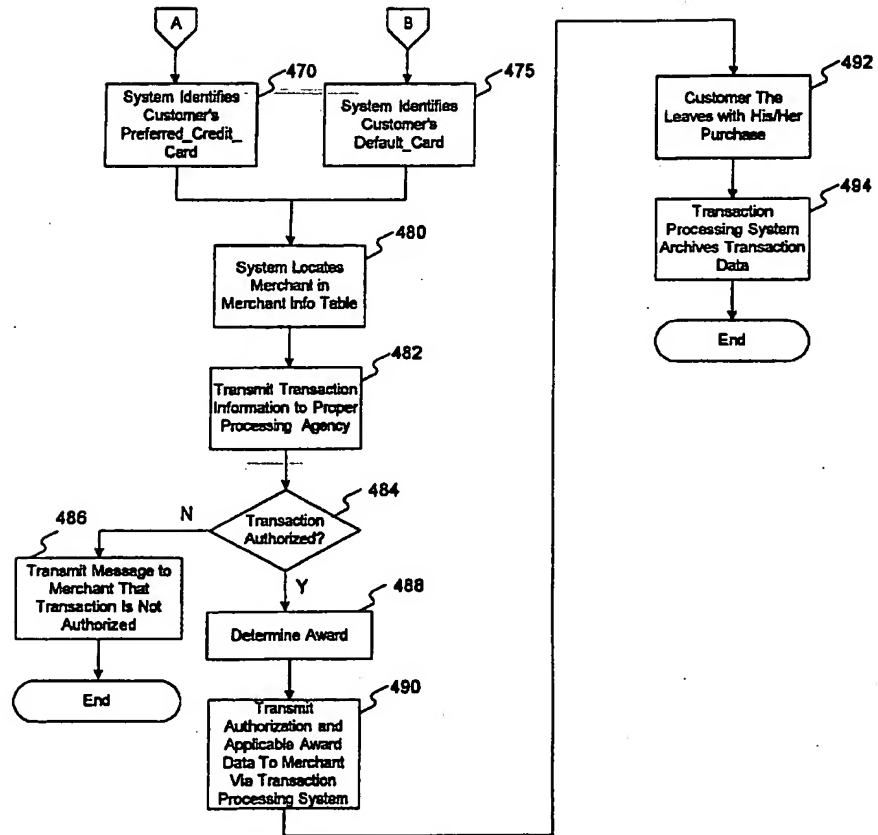 A
B
470
System Identifies
Customer's
Preferred_Credit_
Card
475
System Identifies
Customer's
Default_Card
480
System Locates
Merchant in
Merchant Info Table
482
Transmit Transaction
Information to Proper
Processing Agency
484
Transaction
Authorized?
N
486
Transmit Message to
Merchant That
Transaction Is Not
Authorized
End
Y
488
Determine Award
490
Transmit
Authorization and
Applicable Award
Data To Merchant
Via Transaction
Processing System
492
Customer The
Leaves with His/Her
Purchase
494
Transaction
Processing System
Archives Transaction
Data
End